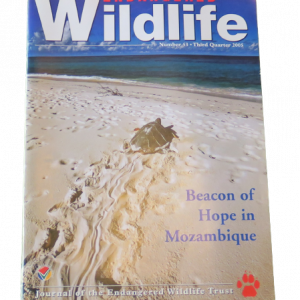 Wildlife
Third Quarter
Beacon of
Hope in
Mozambique
Journal of the Endangered Wildlife Trust